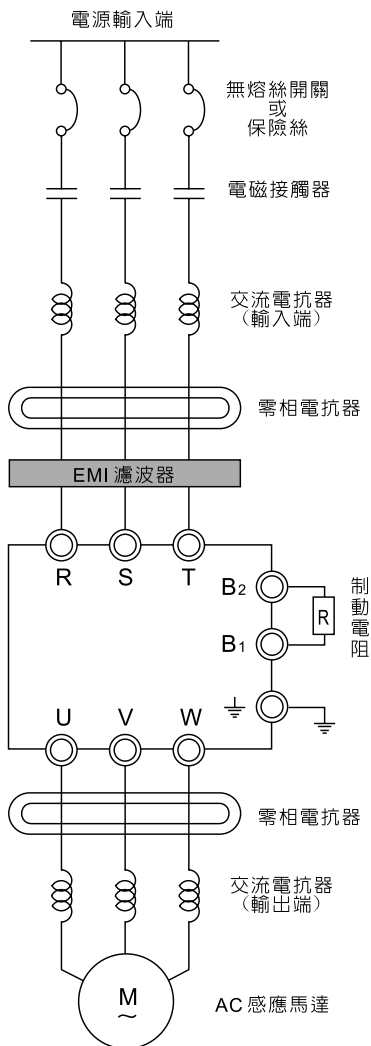 電源輸入端
無熔絲開關
或
保險絲
電磁接觸器
交流電抗器
(輸入端)
零相電抗器
EMI 濾波器
R S T
B2
R
制動電阻
B1
U V W
零相電抗器
交流電抗器
(輸出端)
M
~
AC 感應馬達